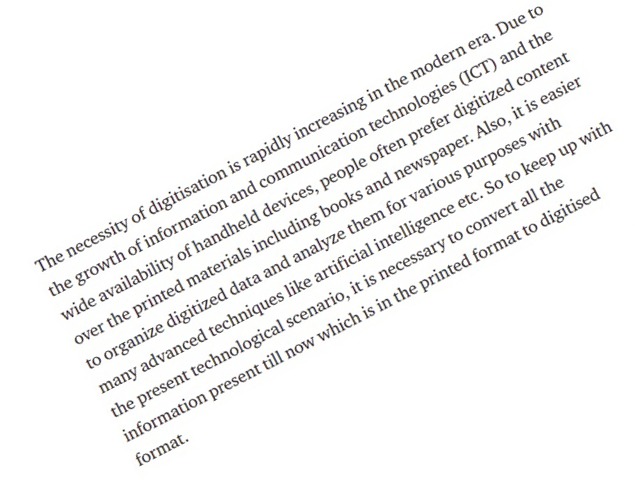 The necessity of digitisation is rapidly increasing in the modern era. Due to
the growth of information and communication technologies (ICT) and the
wide availability of handheld devices, people often prefer digitized content
over the printed materials including books and newspaper. Also, it is easier
to organize digitized data and analyze them for various purposes with
many advanced techniques like artificial intelligence etc. So to keep up with
the present technological scenario, it is necessary to convert all the
information present till now which is in the printed format to digitised
format.